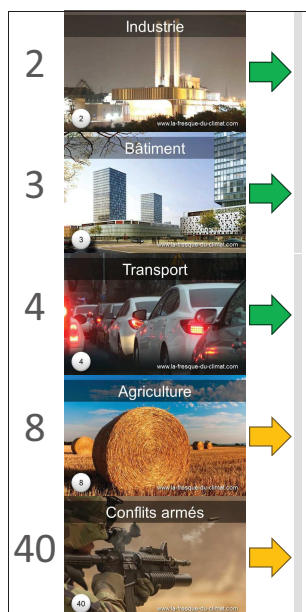 2
Industrie
2
www.la-fresque-du-climat.com
3
Bâtiment
3
www.la-fresque-du-climat.com
4
Transport
4
www.la-fresque-du-climat.com
8
Agriculture
8
www.la-fresque-du-climat.com
40
Conflits armés
40
www.la-fresque-du-climat.com